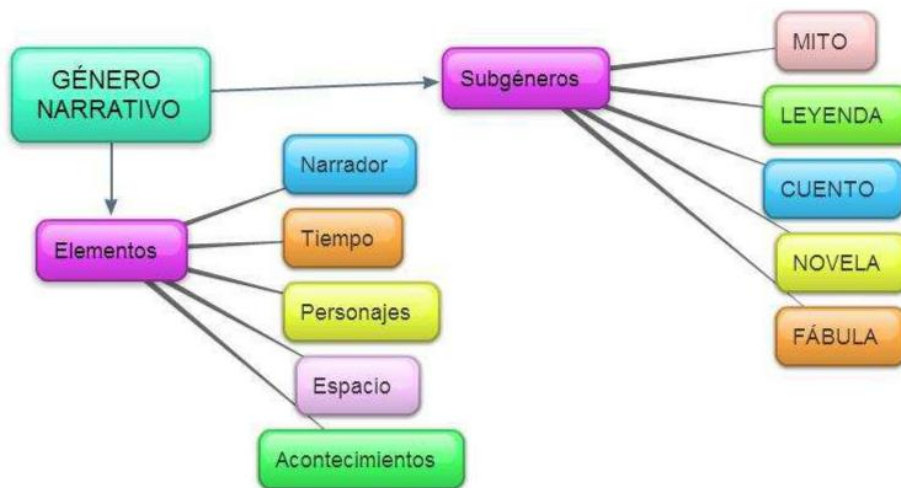 GÉNERO
NARRATIVO
Subgéneros
MITO
LEYENDA
CUENTO
NOVELA
FÁBULA
Elementos
Narrador
Tiempo
Personajes
Espacio
Acontecimientos